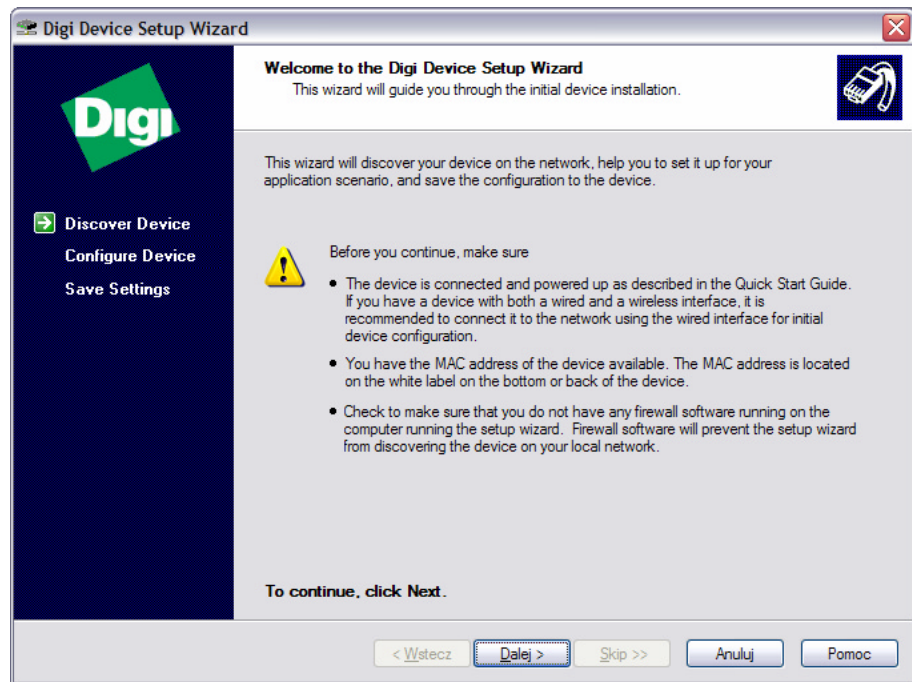 Digi Device Setup Wizard
Digi
Discover Device
Configure Device
Save Settings
Welcome to the Digi Device Setup Wizard
This wizard will guide you through the initial device installation.
This wizard will discover your device on the network, help you to set it up for your
application scenario, and save the configuration to the device.
Before you continue, make sure
• The device is connected and powered up as described in the Quick Start Guide.
If you have a device with both a wired and a wireless interface, it is
recommended to connect it to the network using the wired interface for initial
device configuration.
• You have the MAC address of the device available. The MAC address is located
on the white label on the bottom or back of the device.
• Check to make sure that you do not have any firewall software running on the
computer running the setup wizard. Firewall software will prevent the setup wizard
from discovering the device on your local network.
To continue, click Next.
< Wstecz Dalej > Skip >> Anuluj Pomoc